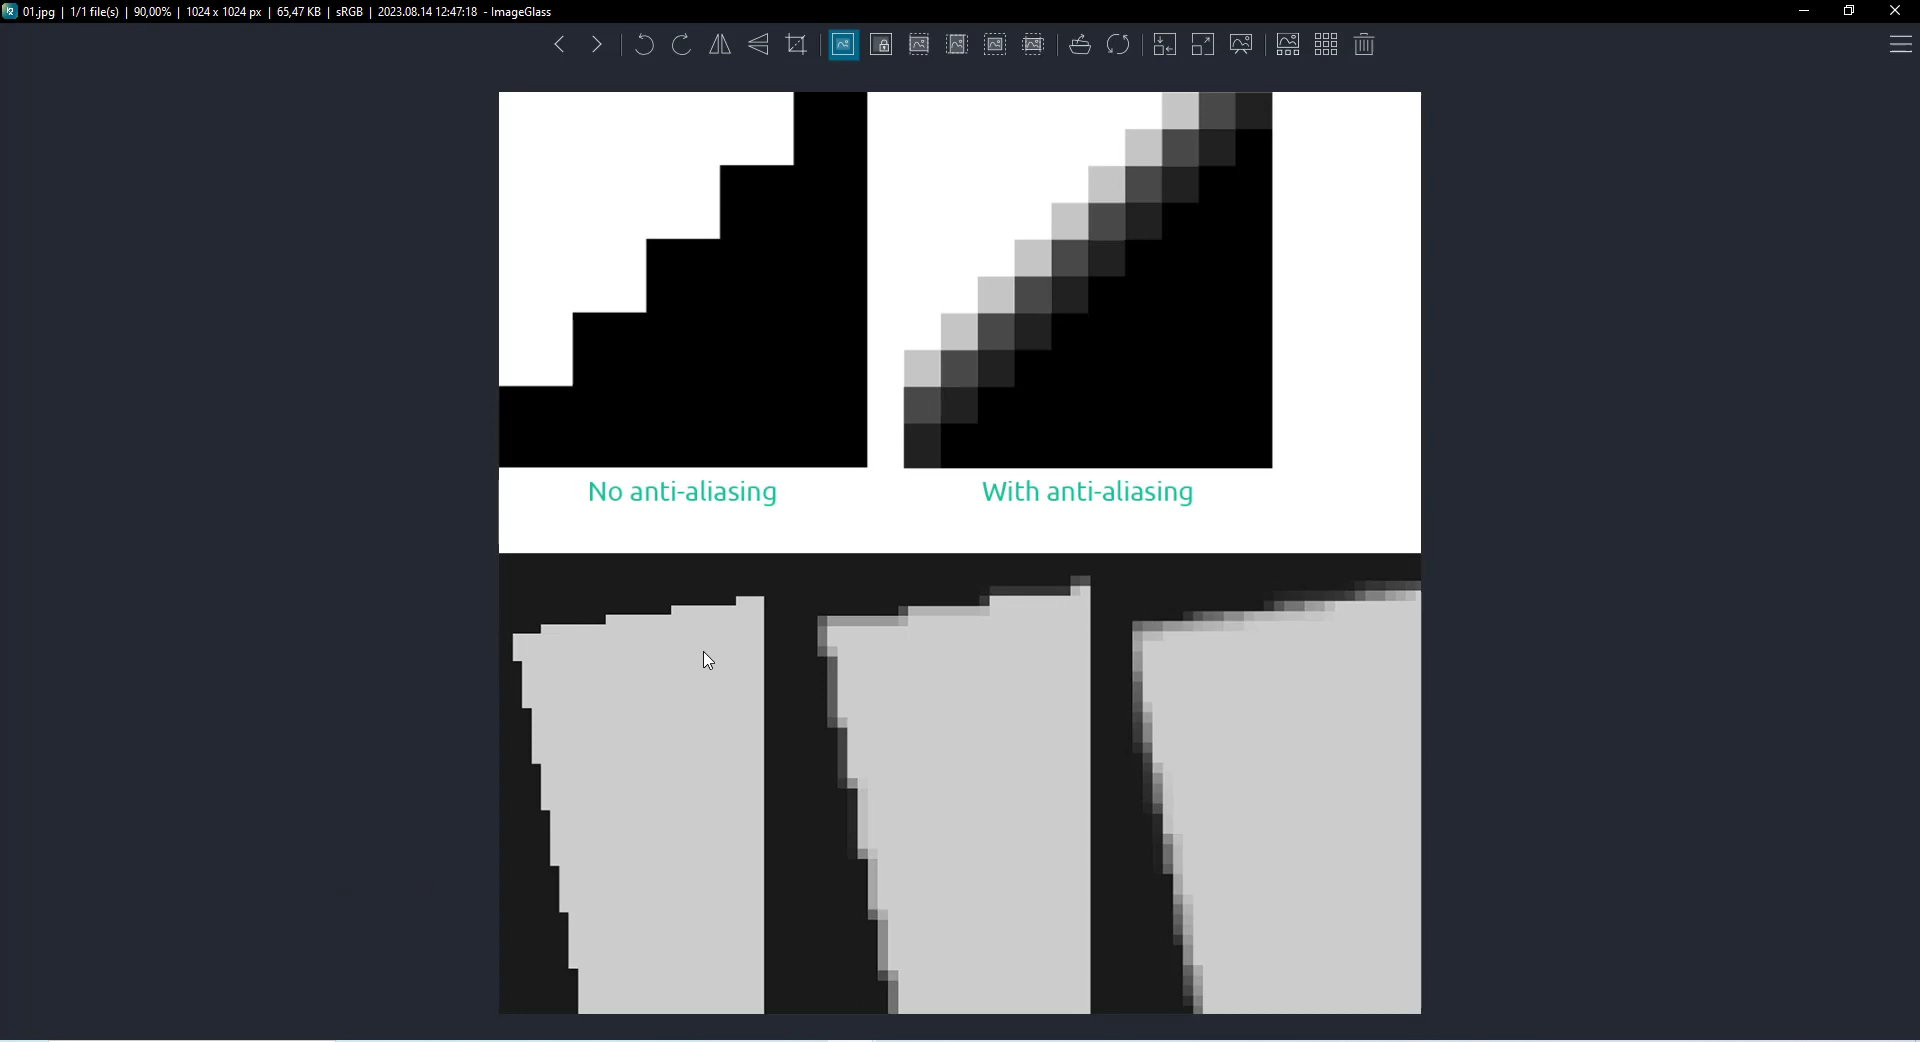 01.jpg | 1/1 file(s) | 90,00% | 1024 x 1024 px | 65,47 KB | sRGB | 2023.08.14 12:47:18 - ImageGlass
No anti-aliasing
With anti-aliasing